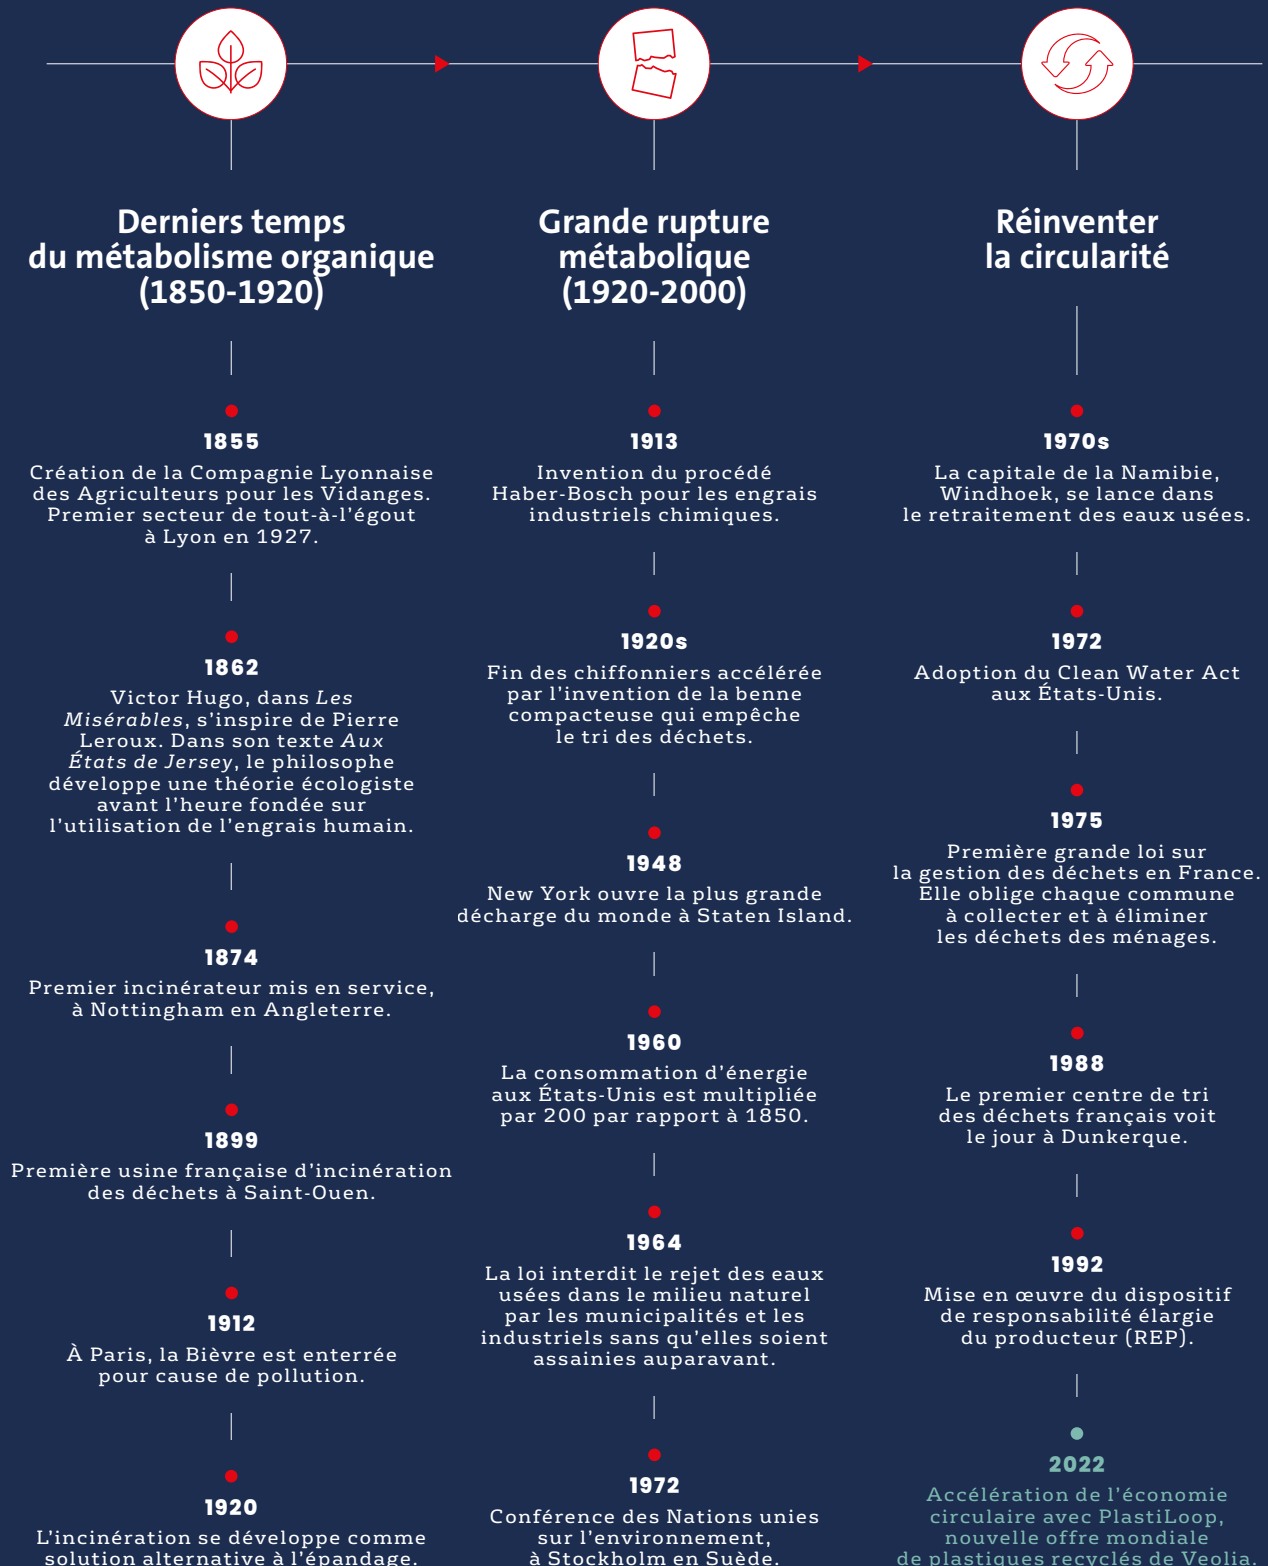 Derniers temps
du métabolisme organique
(1850-1920)
1855
Création de la Compagnie Lyonnaise
des Agriculteurs pour les Vidanges.
Premier secteur de tout-à-l'égout
à Lyon en 1927.
1862
Victor Hugo, dans Les
Misérables, s'inspire de Pierre
Leroux. Dans son texte Aux
États de Jersey, le philosophe
développe une théorie écologiste
avant l'heure fondée sur
l'utilisation de l'engrais humain.
1874
Premier incinérateur mis en service,
à Nottingham en Angleterre.
1899
Première usine française d'incinération
des déchets à Saint-Ouen.
1912
À Paris, la Bièvre est enterrée
pour cause de pollution.
1920
L'incinération se développe comme
solution alternative à l'épandage.
Grande rupture
métabolique
(1920-2000)
1913
Invention du procédé
Haber-Bosch pour les engrais
industriels chimiques.
1920s
Fin des chiffonniers accélérée
par l'invention de la benne
compacteuse qui empêche
le tri des déchets.
1948
New York ouvre la plus grande
décharge du monde à Staten Island.
1960
La consommation d'énergie
aux États-Unis est multipliée
par 200 par rapport à 1850.
1964
La loi interdit le rejet des eaux
usées dans le milieu naturel
par les municipalités et les
industriels sans qu'elles soient
assainies auparavant.
1972
Conférence des Nations unies
sur l'environnement,
à Stockholm en Suède.
Réinventer
la circularité
1970s
La capitale de la Namibie,
Windhoek, se lance dans
le retraitement des eaux usées.
1972
Adoption du Clean Water Act
aux États-Unis.
1975
Première grande loi sur
la gestion des déchets en France.
Elle oblige chaque commune
à collecter et à éliminer
les déchets des ménages.
1988
Le premier centre de tri
des déchets français voit
le jour à Dunkerque.
1992
Mise en œuvre du dispositif
de responsabilité élargie
du producteur (REP).
2022
Accélération de l'économie
circulaire avec PlastiLoop,
nouvelle offre mondiale
de plastiques recyclés de Veolia.